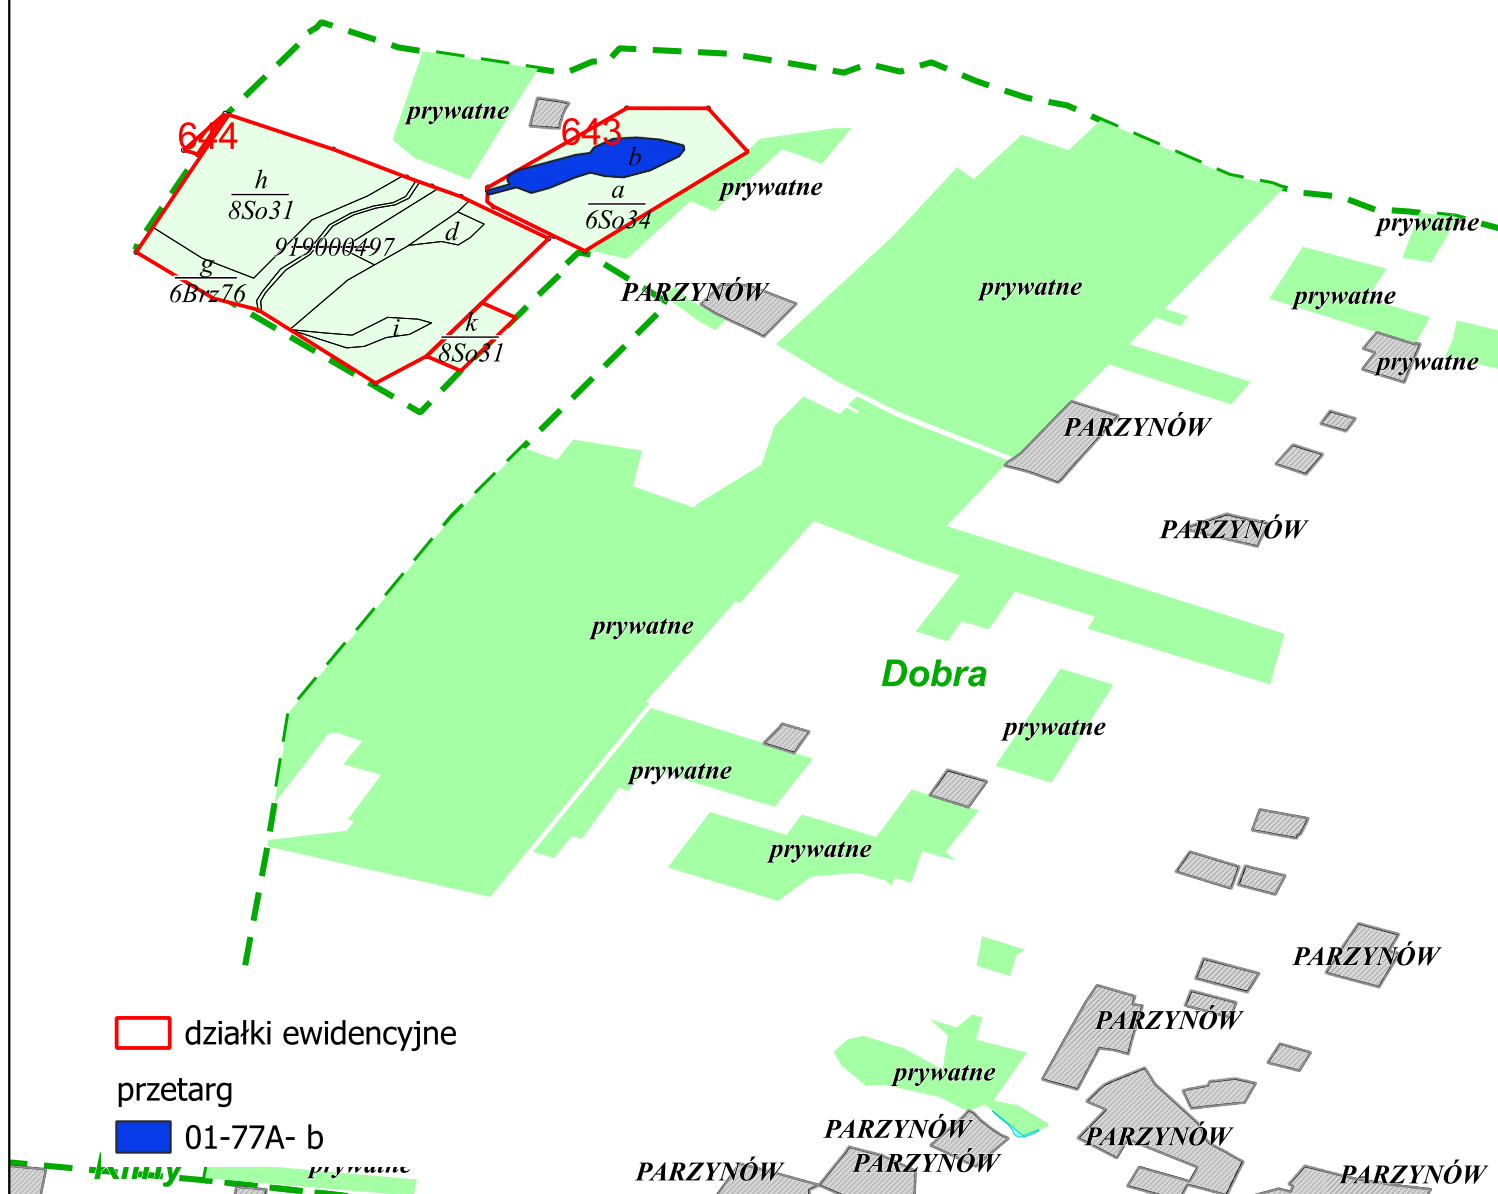 prywatne
644
643
b
h
8So31
a
6So34
prywatne
prywatne
d
919000497
g
6Brz76
PARZYNÓW
prywatne
prywatne
i
k
8So31
prywatne
PARZYNÓW
PARZYNÓW
prywatne
Dobra
prywatne
prywatne
prywatne
PARZYNÓW
PARZYNÓW
działki ewidencyjne
prywatne
przetarg
PARZYNÓW
PARZYNÓW
01-77A- b
PARZYNÓW
prywatne
PARZYNÓW
PARZYNÓW